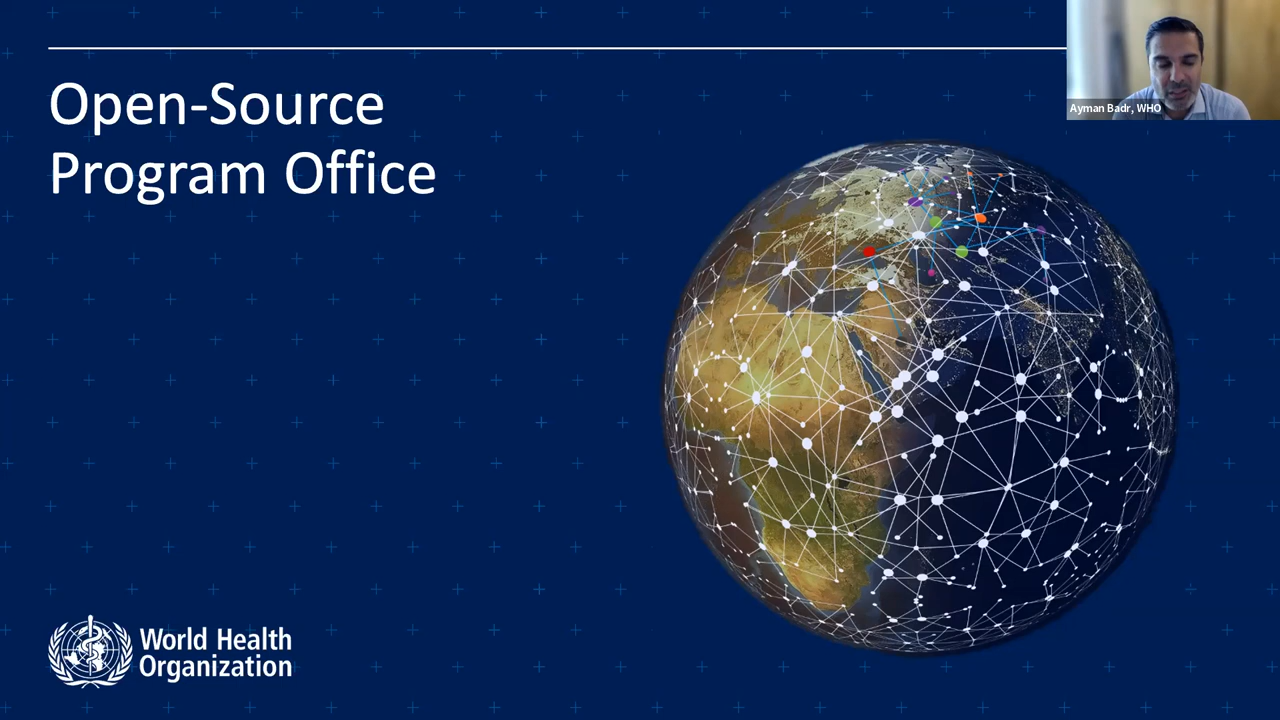 Open-Source
Program Office
Ayman Badr, WHO
World Health
Organization